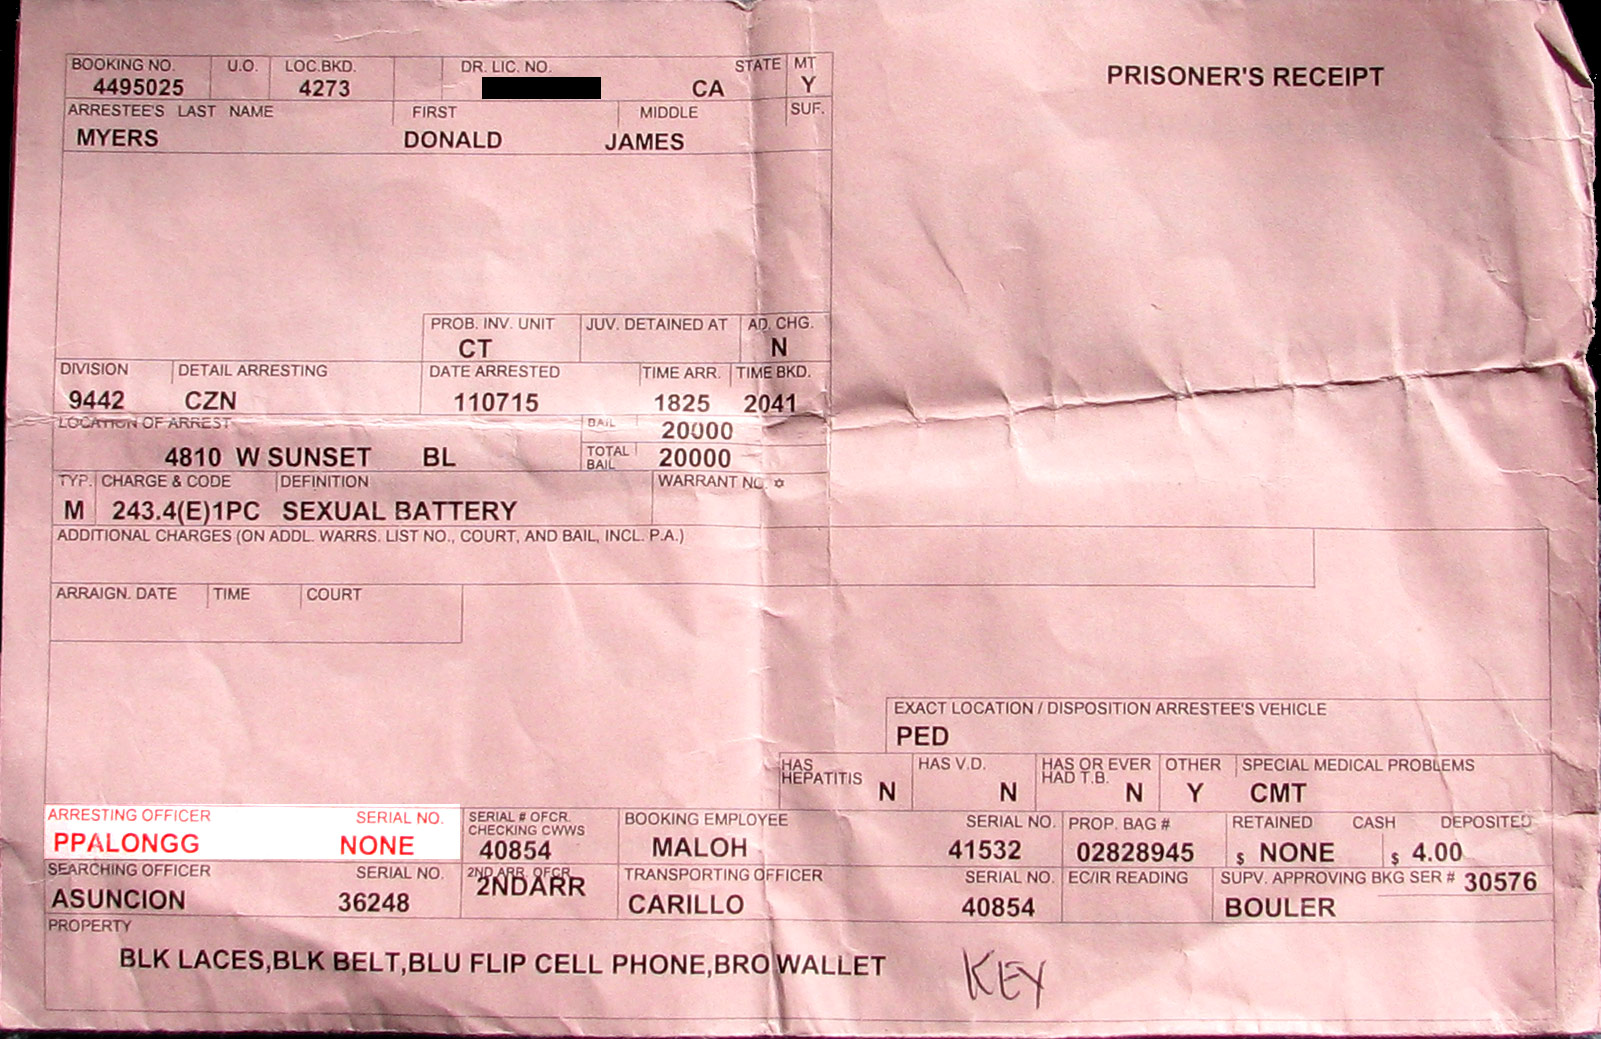 PRISONER'S RECEIPT
BOOKING NO. U.O. LOC.BKD. DR. LIC. NO. STATE MT
4495025 4273 CA Y
ARRESTEE'S LAST NAME FIRST MIDDLE SUF.
MYERS DONALD JAMES
PROB. INV. UNIT JUV. DETAINED AT AD. CHG.
CT N
DIVISION DETAIL ARRESTING DATE ARRESTED TIME ARR. TIME BKD.
9442 CZN 110715 1825 2041
LOCATION OF ARREST BAIL 20000
4810 W SUNSET BL TOTAL BAIL 20000
TYP. CHARGE & CODE DEFINITION WARRANT NO. ✡
M 243.4(E)1PC SEXUAL BATTERY
ADDITIONAL CHARGES (ON ADDL. WARRS. LIST NO., COURT, AND BAIL, INCL. P.A.)
ARRAIGN. DATE TIME COURT
EXACT LOCATION / DISPOSITION ARRESTEE'S VEHICLE
PED
HAS HEPATITIS HAS V.D. HAS OR EVER HAD T.B. OTHER SPECIAL MEDICAL PROBLEMS
N N N Y CMT
ARRESTING OFFICER SERIAL NO. SERIAL # OFCR. CHECKING CWWS BOOKING EMPLOYEE SERIAL NO. PROP. BAG # RETAINED CASH DEPOSITED
PPALONGG NONE 40854 MALOH 41532 02828945 $ NONE $ 4.00
SEARCHING OFFICER SERIAL NO. 2ND ARR. OFCR. TRANSPORTING OFFICER SERIAL NO. EC/IR READING SUPV. APPROVING BKG SER # 30576
ASUNCION 36248 2NDARR CARILLO 40854 BOULER
PROPERTY
BLK LACES,BLK BELT,BLU FLIP CELL PHONE,BRO WALLET KEY